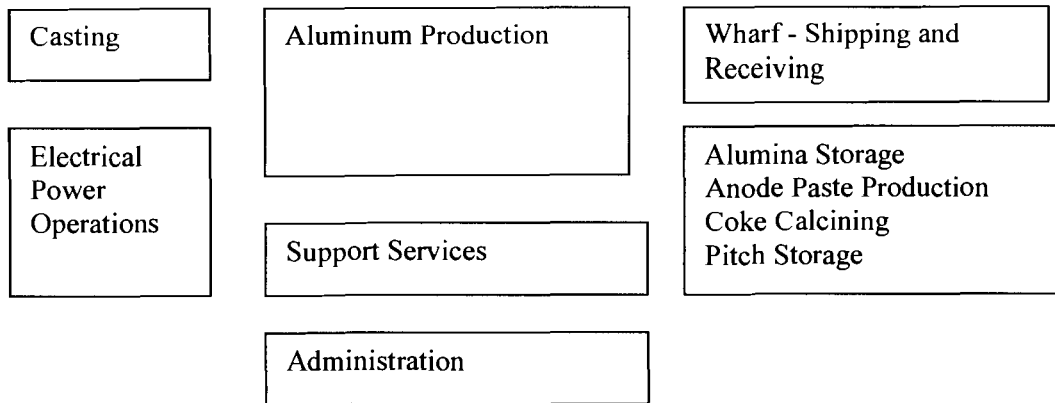 Casting
Aluminum Production
Wharf - Shipping and
Receiving
Electrical
Power
Operations
Alumina Storage
Anode Paste Production
Coke Calcining
Pitch Storage
Support Services
Administration